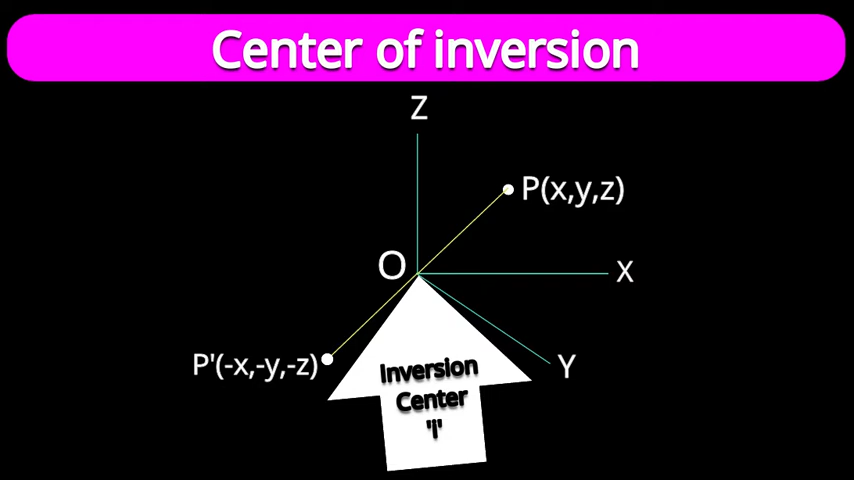 Center of inversion
Z
P(x,y,z)
O
X
P'(-x,-y,-z)
Y
Inversion
Center
'i'